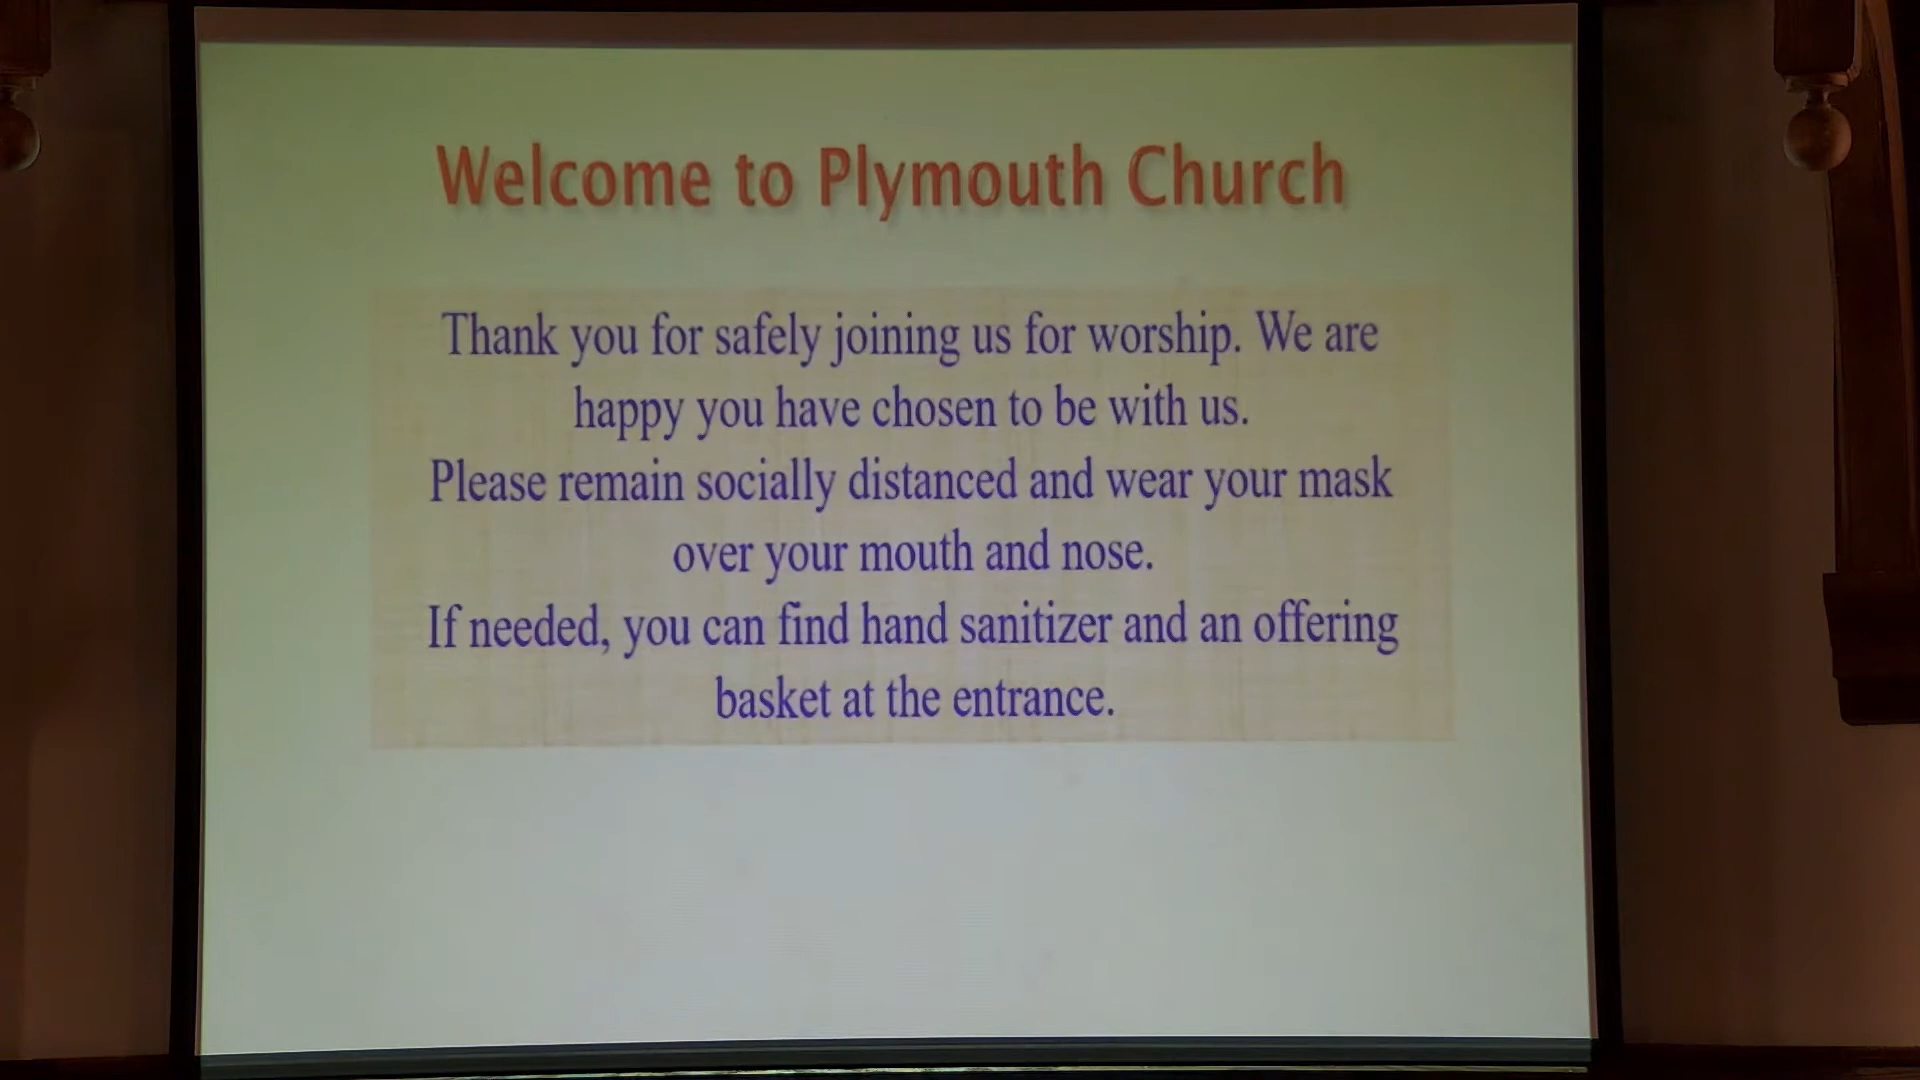 Welcome to Plymouth Church
Thank you for safely joining us for worship. We are
happy you have chosen to be with us.
Please remain socially distanced and wear your mask
over your mouth and nose.
If needed, you can find hand sanitizer and an offering
basket at the entrance.